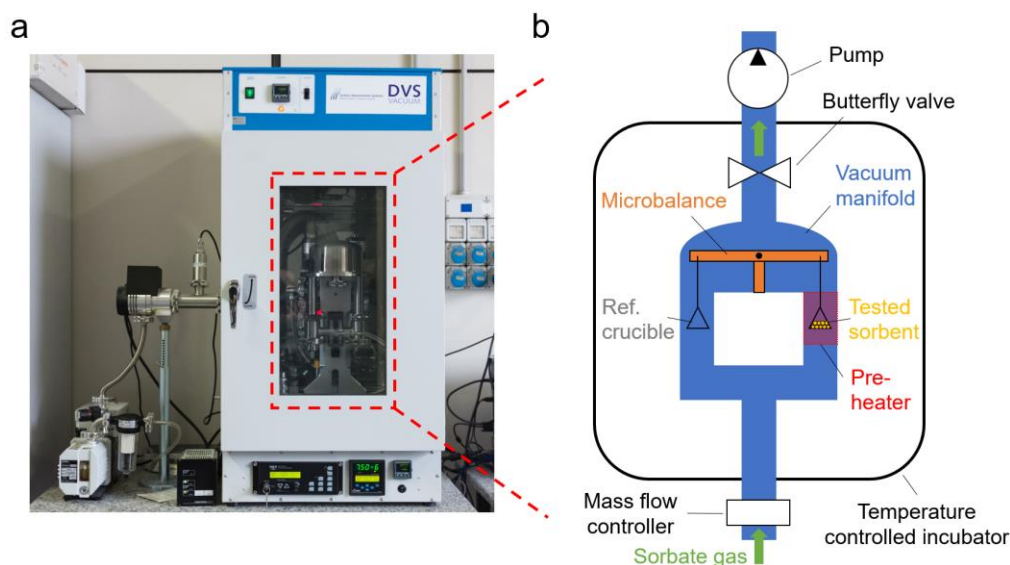 a
DVS
VACUUM
750-6
b
Pump
Butterfly valve
Vacuum
manifold
Microbalance
Ref.
crucible
Tested
sorbent
Pre-
heater
Mass flow
controller
Sorbate gas
Temperature
controlled incubator